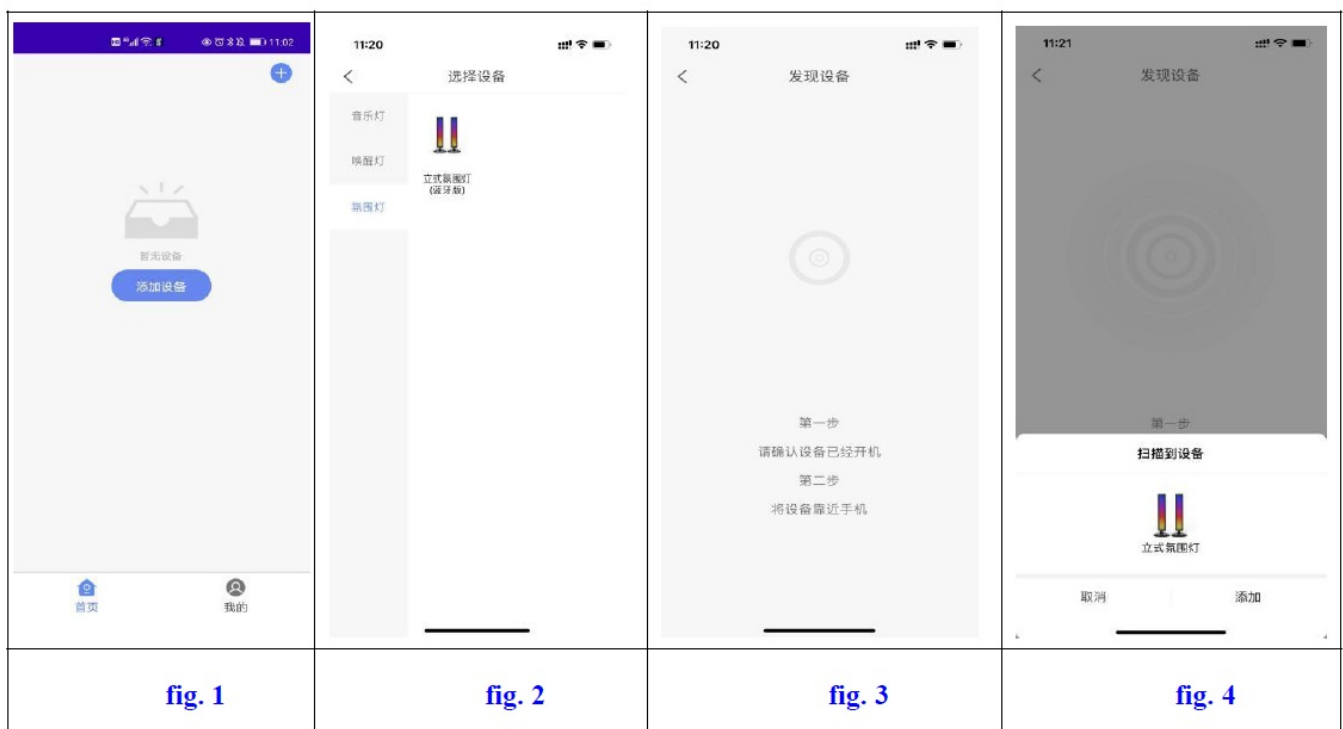 11:02
暂无设备
添加设备
首页
我的
11:20
选择设备
音乐灯
唤醒灯
氛围灯
立式氛围灯
(蓝牙版)
11:20
发现设备
第一步
请确认设备已经开机
第二步
将设备靠近手机
11:21
发现设备
第一步
扫描到设备
立式氛围灯
取消
添加
fig. 1
fig. 2
fig. 3
fig. 4